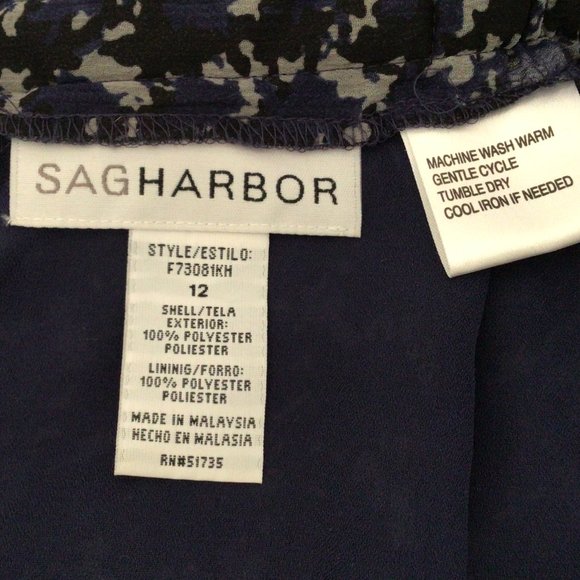 SAGHARBOR
STYLE/ESTILO:
F73081KH
12
SHELL/TELA
EXTERIOR:
100% POLYESTER
POLIESTER
LININIG/FORRO:
100% POLYESTER
POLIESTER
MADE IN MALAYSIA
HECHO EN MALASIA
RN#51735
MACHINE WASH WARM
GENTLE CYCLE
TUMBLE DRY
COOL IRON IF NEEDED